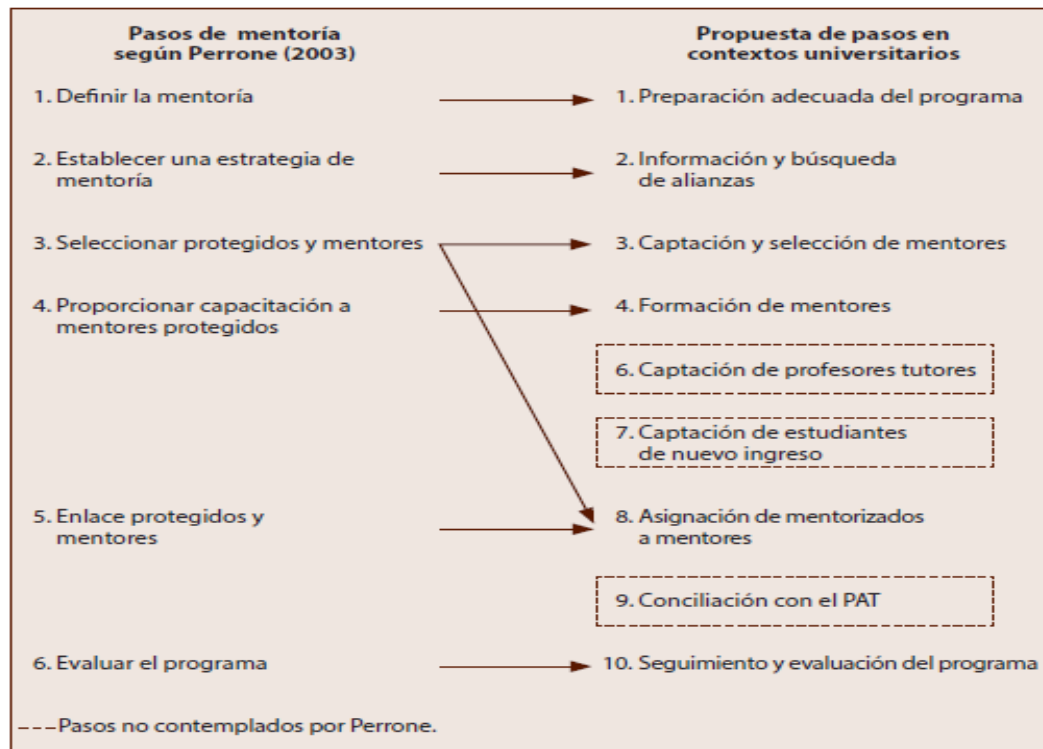 Pasos de mentoría
según Perrone (2003)
Propuesta de pasos en
contextos universitarios
1. Definir la mentoría
1. Preparación adecuada del programa
2. Establecer una estrategia de
mentoría
2. Información y búsqueda
de alianzas
3. Seleccionar protegidos y mentores
3. Captación y selección de mentores
4. Proporcionar capacitación a
mentores protegidos
4. Formación de mentores
6. Captación de profesores tutores
7. Captación de estudiantes
de nuevo ingreso
5. Enlace protegidos y
mentores
8. Asignación de mentorizados
a mentores
9. Conciliación con el PAT
6. Evaluar el programa
10. Seguimiento y evaluación del programa
---Pasos no contemplados por Perrone.